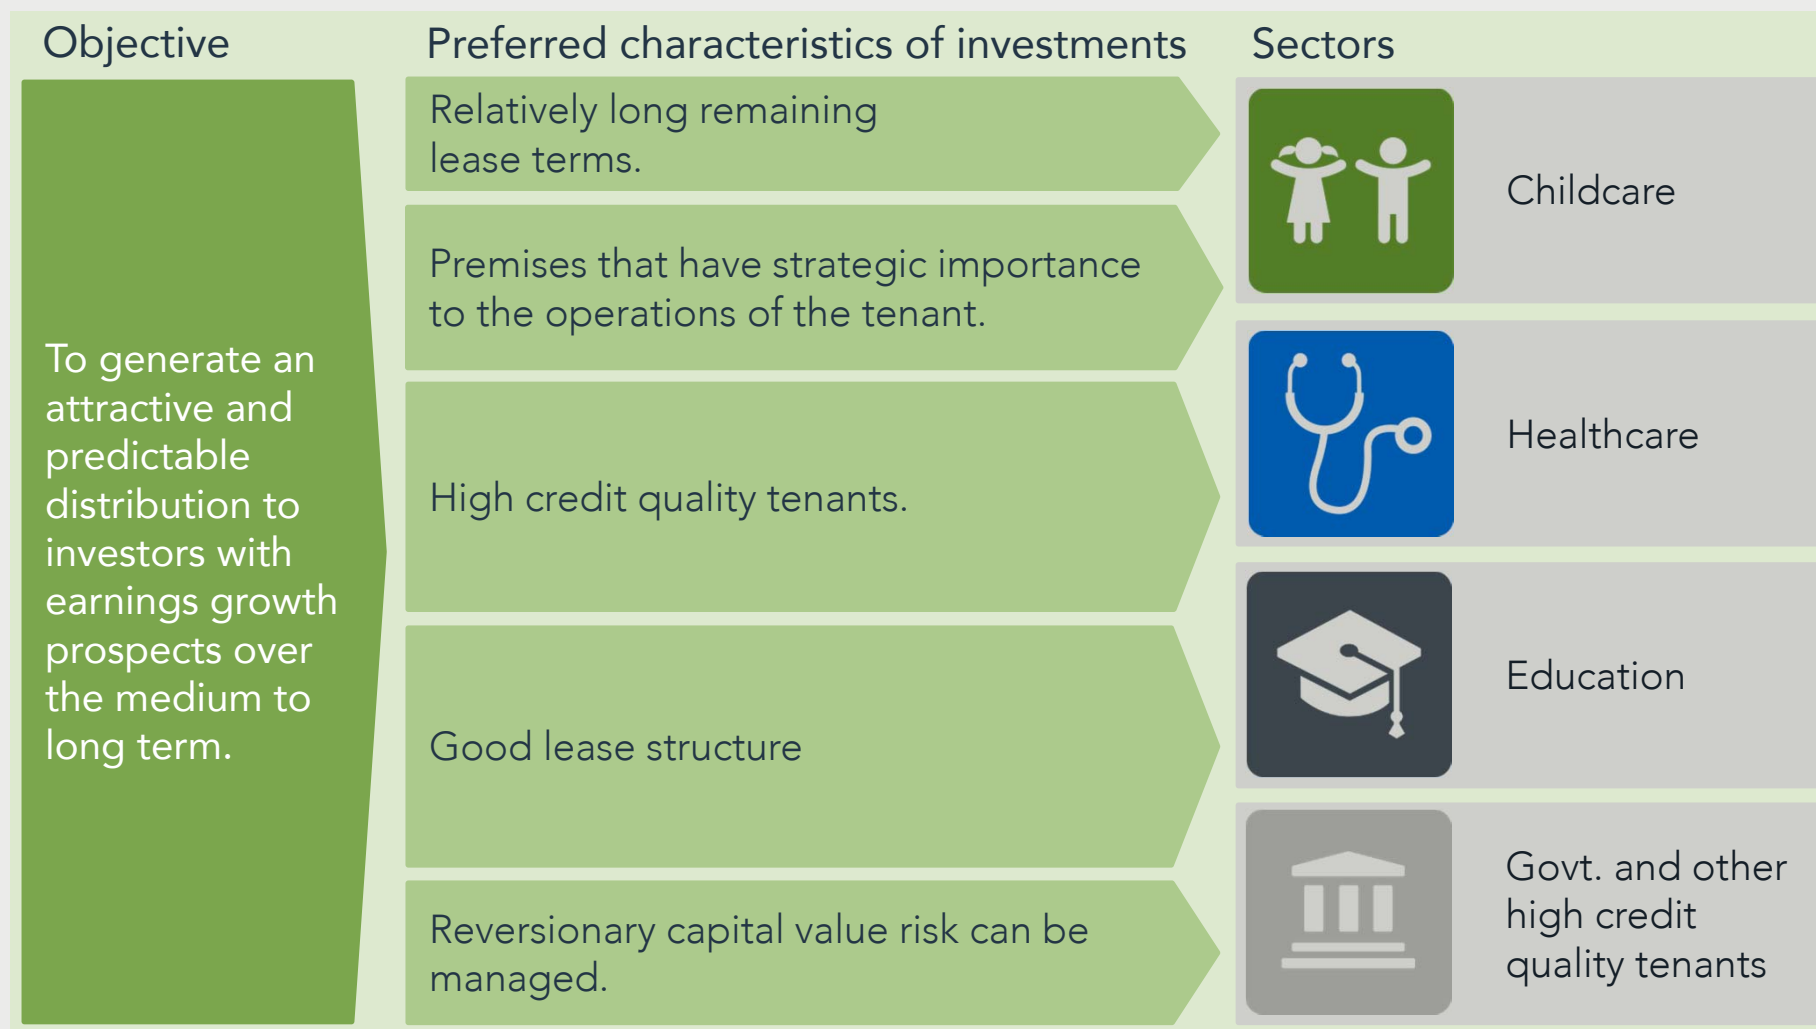 Objective
To generate an
attractive and
predictable
distribution to
investors with
earnings growth
prospects over
the medium to
long term.
Preferred characteristics of investments
Relatively long remaining
lease terms.
Premises that have strategic importance
to the operations of the tenant.
High credit quality tenants.
Good lease structure
Reversionary capital value risk can be
managed.
Sectors
Childcare
Healthcare
Education
Govt. and other
high credit
quality tenants